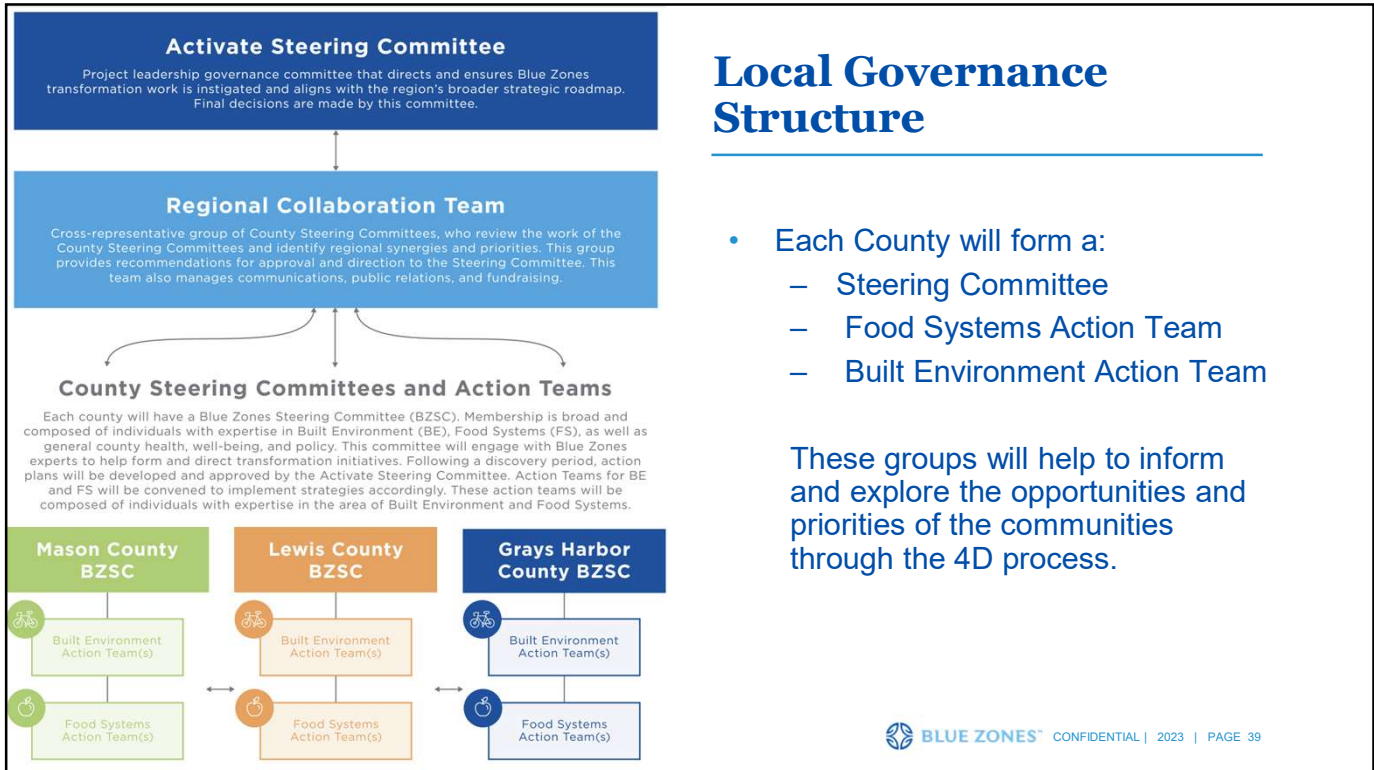 Activate Steering Committee
Project leadership governance committee that directs and ensures Blue Zones
transformation work is instigated and aligns with the region's broader strategic roadmap.
Final decisions are made by this committee.
Regional Collaboration Team
Cross-representative group of County Steering Committees, who review the work of the
County Steering Committees and identify regional synergies and priorities. This group
provides recommendations for approval and direction to the Steering Committee. This
team also manages communications, public relations, and fundraising.
County Steering Committees and Action Teams
Each county will have a Blue Zones Steering Committee (BZSC). Membership is broad and
composed of individuals with expertise in Built Environment (BE), Food Systems (FS), as well as
general county health, well-being, and policy. This committee will engage with Blue Zones
experts to help form and direct transformation initiatives. Following a discovery period, action
plans will be developed and approved by the Activate Steering Committee. Action Teams for BE
and FS will be convened to implement strategies accordingly. These action teams will be
composed of individuals with expertise in the area of Built Environment and Food Systems.
Mason County
BZSC
Built Environment
Action Team(s)
Food Systems
Action Team(s)
Lewis County
BZSC
Built Environment
Action Team(s)
Food Systems
Action Team(s)
Grays Harbor
County BZSC
Built Environment
Action Team(s)
Food Systems
Action Team(s)
Local Governance
Structure
• Each County will form a:
– Steering Committee
– Food Systems Action Team
– Built Environment Action Team
These groups will help to inform
and explore the opportunities and
priorities of the communities
through the 4D process.
BLUE ZONES™ CONFIDENTIAL | 2023 | PAGE 39